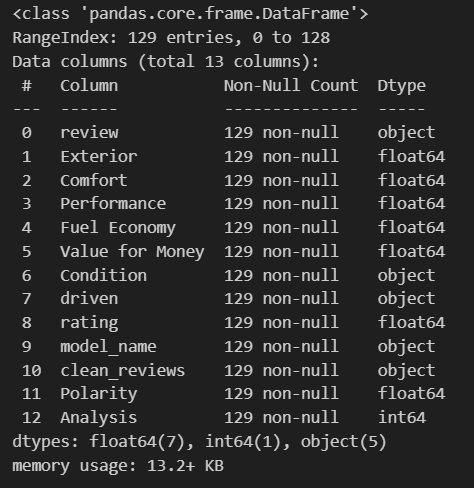 <class 'pandas.core.frame.DataFrame'>
RangeIndex: 129 entries, 0 to 128
Data columns (total 13 columns):
 #   Column           Non-Null Count  Dtype
---  ------           --------------  -----
 0   review           129 non-null    object
 1   Exterior         129 non-null    float64
 2   Comfort          129 non-null    float64
 3   Performance      129 non-null    float64
 4   Fuel Economy     129 non-null    float64
 5   Value for Money  129 non-null    float64
 6   Condition        129 non-null    object
 7   driven           129 non-null    object
 8   rating           129 non-null    float64
 9   model_name       129 non-null    object
 10  clean_reviews    129 non-null    object
 11  Polarity         129 non-null    float64
 12  Analysis         129 non-null    int64
dtypes: float64(7), int64(1), object(5)
memory usage: 13.2+ KB